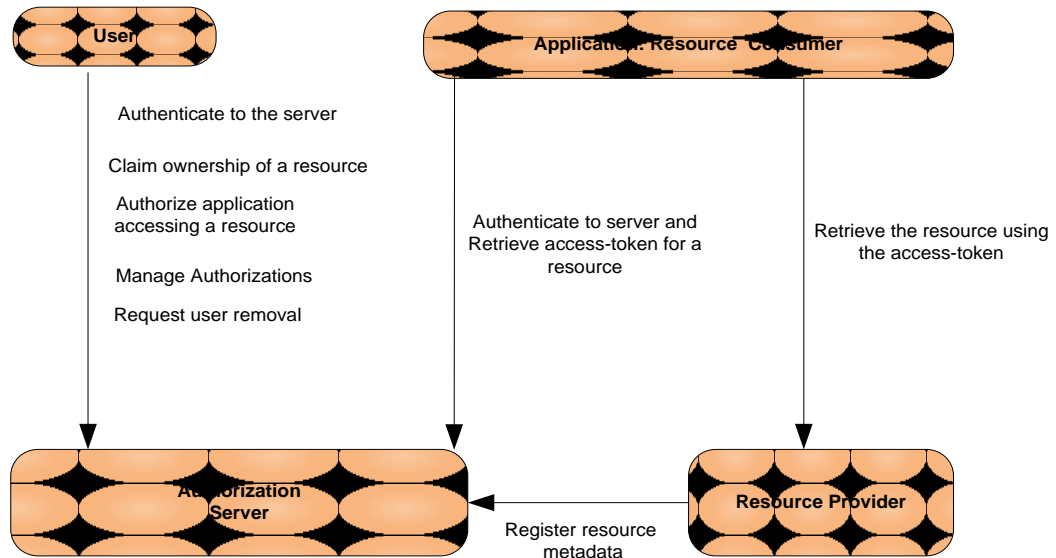 User
Application: Resource Consumer
Authenticate to the server
Claim ownership of a resource
Authorize application
accessing a resource
Manage Authorizations
Request user removal
Authenticate to server and
Retrieve access-token for a
resource
Retrieve the resource using
the access-token
Authorization
Server
Resource Provider
Register resource
metadata